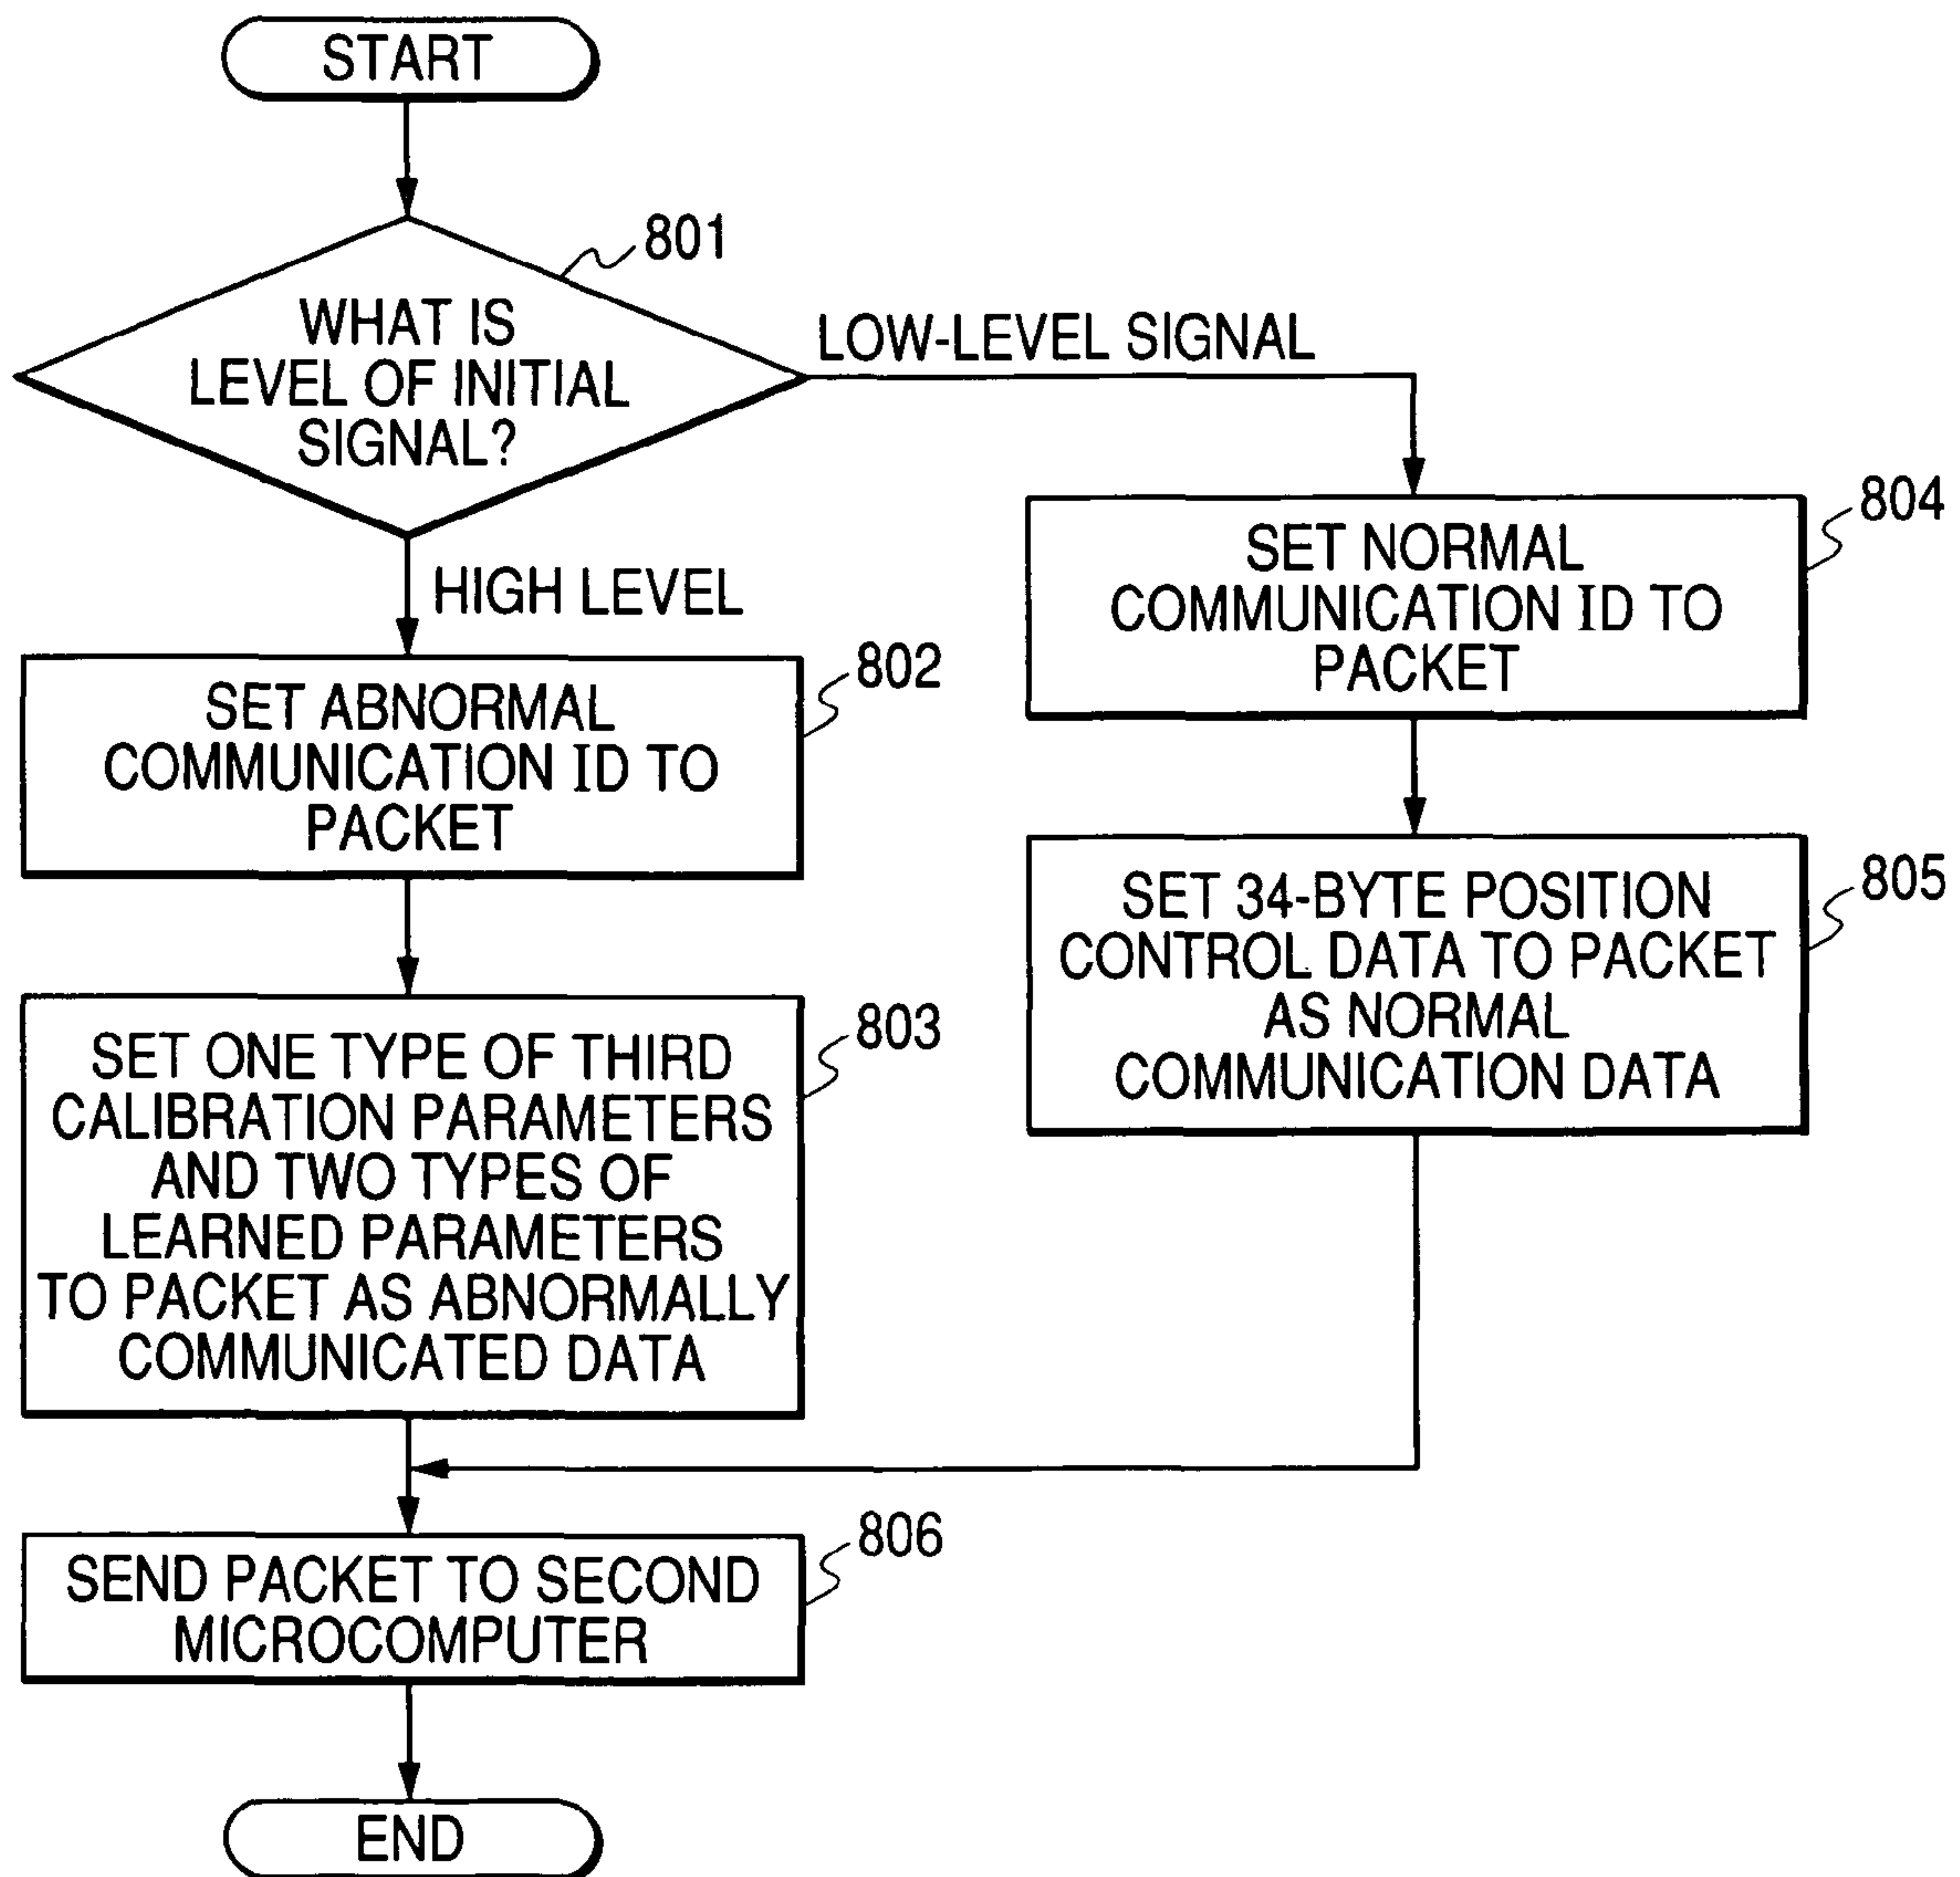 START
801
WHAT IS
LEVEL OF INITIAL
SIGNAL?
LOW-LEVEL SIGNAL
HIGH LEVEL
802
SET ABNORMAL
COMMUNICATION ID TO
PACKET
803
SET ONE TYPE OF THIRD
CALIBRATION PARAMETERS
AND TWO TYPES OF
LEARNED PARAMETERS
TO PACKET AS ABNORMALLY
COMMUNICATED DATA
804
SET NORMAL
COMMUNICATION ID TO
PACKET
805
SET 34-BYTE POSITION
CONTROL DATA TO PACKET
AS NORMAL
COMMUNICATION DATA
806
SEND PACKET TO SECOND
MICROCOMPUTER
END